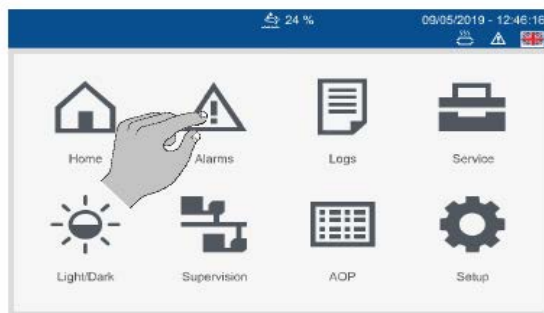 24 %
09/05/2019 - 12:46:16
Home
Alarms
Logs
Service
Light/Dark
Supervision
AOP
Setup